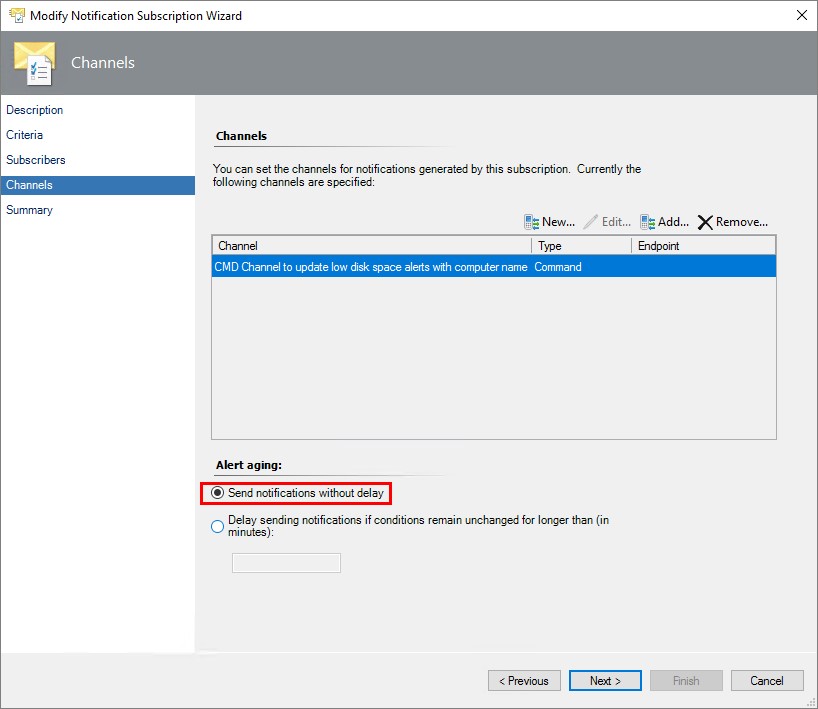 Modify Notification Subscription Wizard
Channels
Description
Criteria
Subscribers
Channels
Summary
Channels
You can set the channels for notifications generated by this subscription. Currently the
following channels are specified:
New... Edit... Add... Remove...
Channel Type Endpoint
CMD Channel to update low disk space alerts with computer name Command
Alert aging:
Send notifications without delay
Delay sending notifications if conditions remain unchanged for longer than (in
minutes):
< Previous Next > Finish Cancel